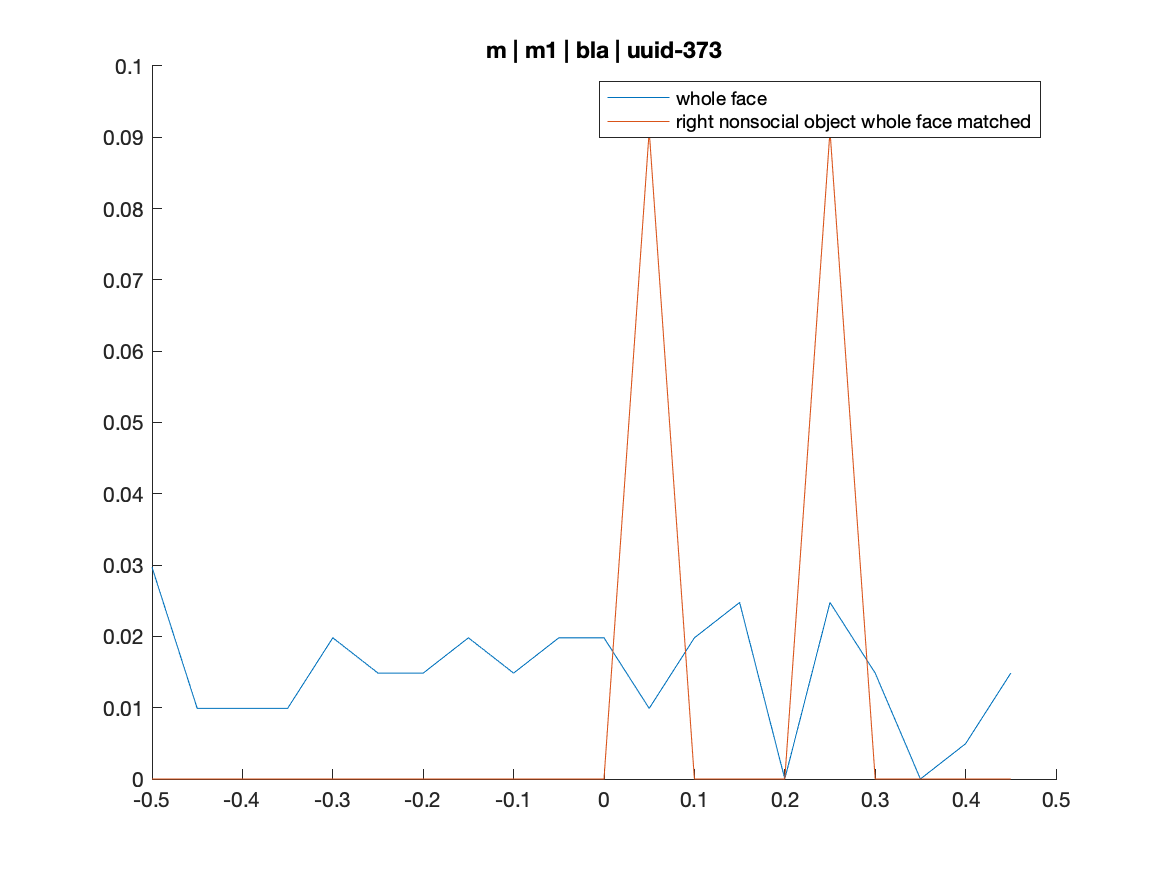 m | m1 | bla | uuid-373
0.1
whole face
right nonsocial object whole face matched
0.09
0.08
0.07
0.06
0.05
0.04
0.03
0.02
0.01
0
-0.5 -0.4 -0.3 -0.2 -0.1 0 0.1 0.2 0.3 0.4 0.5